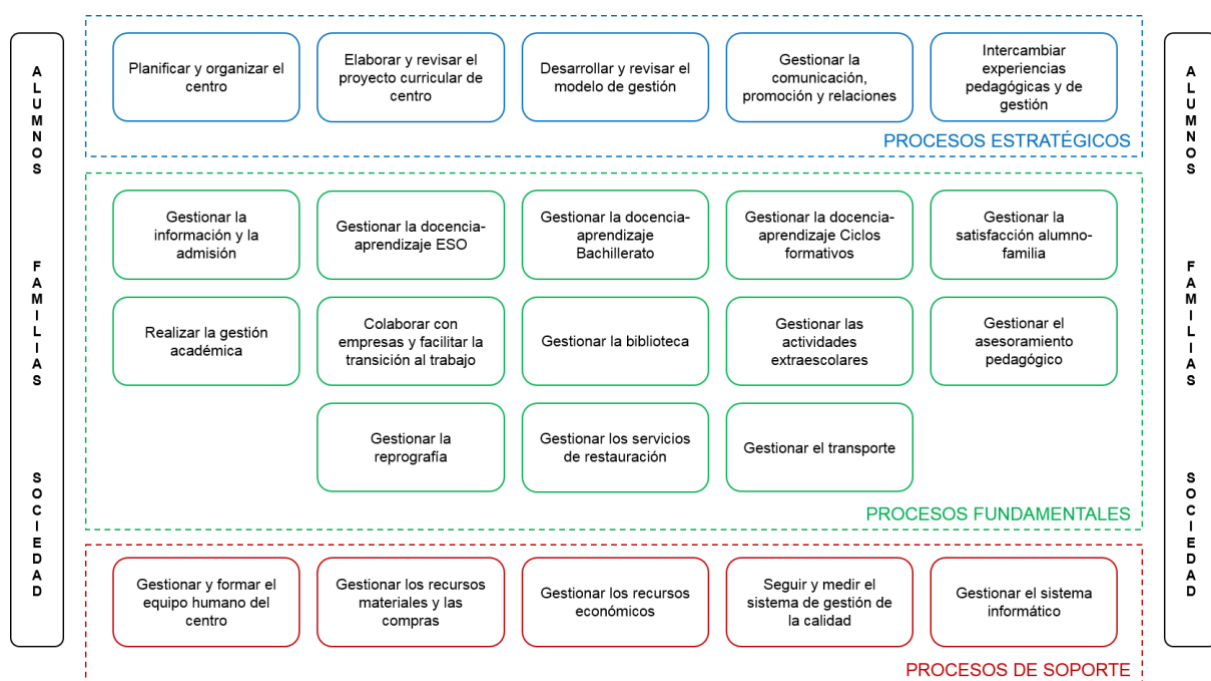 ALUMNOS
FAMILIAS
SOCIEDAD
Planificar y organizar el
centro
Elaborar y revisar el
proyecto curricular de
centro
Desarrollar y revisar el
modelo de gestión
Gestionar la
comunicación,
promoción y relaciones
Intercambiar
experiencias
pedagógicas y de
gestión
PROCESOS ESTRATÉGICOS
Gestionar la
información y la
admisión
Gestionar la docencia-
aprendizaje ESO
Gestionar la docencia-
aprendizaje
Bachillerato
Gestionar la docencia-
aprendizaje Ciclos
formativos
Gestionar la
satisfacción alumno-
familia
Realizar la gestión
académica
Colaborar con
empresas y facilitar la
transición al trabajo
Gestionar la biblioteca
Gestionar las
actividades
extraescolares
Gestionar el
asesoramiento
pedagógico
Gestionar la
reprografía
Gestionar los servicios
de restauración
Gestionar el transporte
PROCESOS FUNDAMENTALES
Gestionar y formar el
equipo humano del
centro
Gestionar los recursos
materiales y las
compras
Gestionar los recursos
económicos
Seguir y medir el
sistema de gestión de
la calidad
Gestionar el sistema
informático
PROCESOS DE SOPORTE
ALUMNOS
FAMILIAS
SOCIEDAD